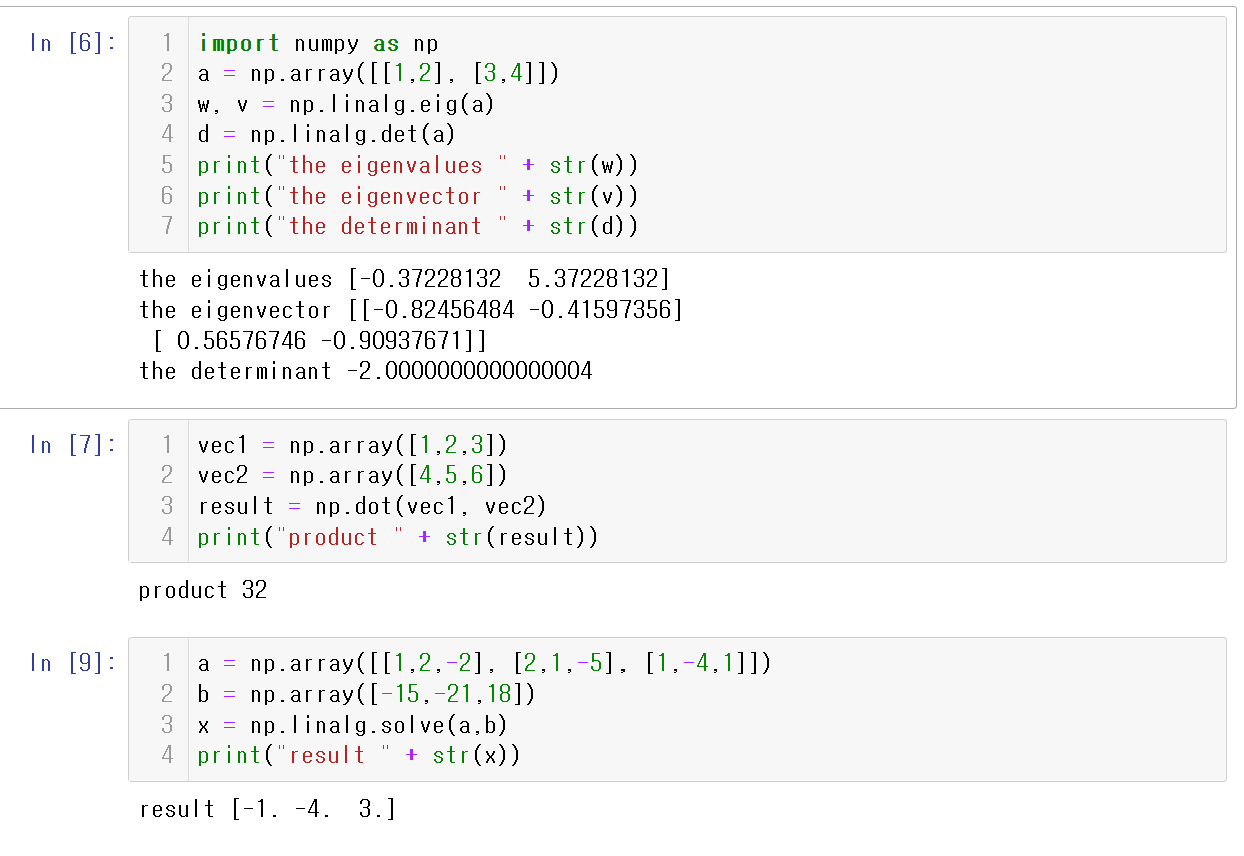 In [6]:
1 import numpy as np
2 a = np.array([[1,2], [3,4]])
3 w, v = np.linalg.eig(a)
4 d = np.linalg.det(a)
5 print("the eigenvalues " + str(w))
6 print("the eigenvector " + str(v))
7 print("the determinant " + str(d))
the eigenvalues [-0.37228132  5.37228132]
the eigenvector [[-0.82456484 -0.41597356]
 [ 0.56576746 -0.90937671]]
the determinant -2.0000000000000004
In [7]:
1 vec1 = np.array([1,2,3])
2 vec2 = np.array([4,5,6])
3 result = np.dot(vec1, vec2)
4 print("product " + str(result))
product 32
In [9]:
1 a = np.array([[1,2,-2], [2,1,-5], [1,-4,1]])
2 b = np.array([-15,-21,18])
3 x = np.linalg.solve(a,b)
4 print("result " + str(x))
result [-1. -4.  3.]